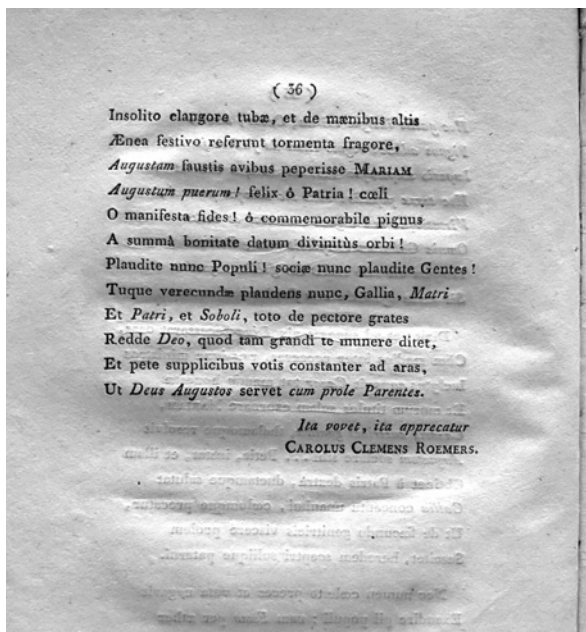 ( 36 )
Insolito clangore tubæ, et de mænibus altis
Ænea festivo referunt tormenta fragore,
Augustam faustis avibus peperisse MARIAM
Augustum puerum ! felix ô Patria ! cœli
O manifesta fides ! ô commemorabile pignus
A summâ bonitate datum divinitùs orbi !
Plaudite nunc Populi ! sociæ nunc plaudite Gentes !
Tuque verecundæ plaudens nunc, Gallia, Matri
Et Patri, et Soboli, toto de pectore grates
Redde Deo, quod tam grandi te munere ditet,
Et pete supplicibus votis constanter ad aras,
Ut Deus Augustos servet cum prole Parentes.
Ita vovet, ita apprecatur
CAROLUS CLEMENS ROEMERS.